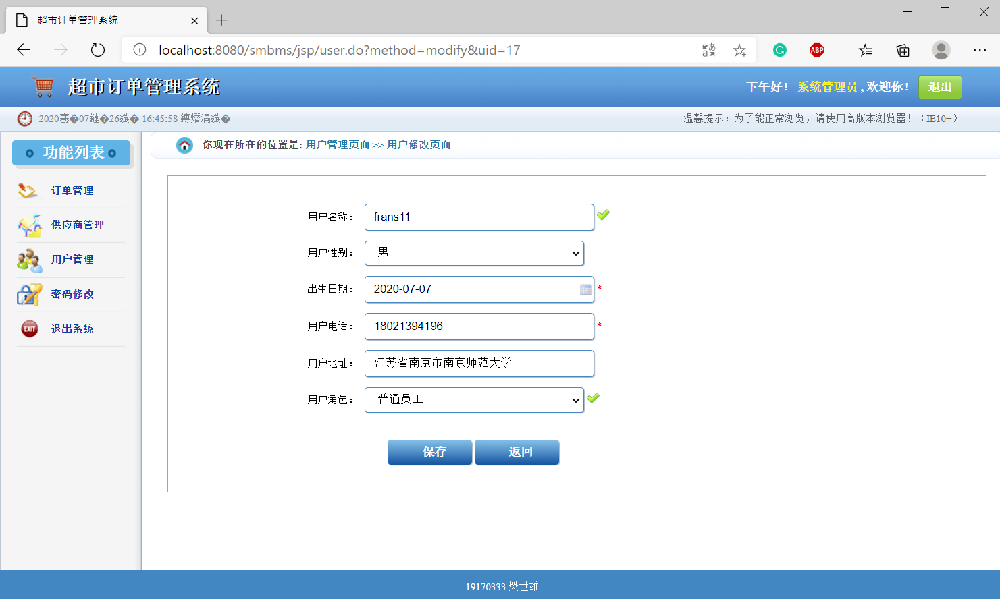 超市订单管理系统
localhost:8080/smbms/jsp/user.do?method=modify&uid=17
ABP
超市订单管理系统
下午好！ 系统管理员 , 欢迎你！ 退出
2020骞�07鏈�26鏃� 16:45:58 鏄熸湡鏃�
温馨提示：为了能正常浏览，请使用高版本浏览器！（IE10+）
功能列表
你现在所在的位置是: 用户管理页面 >> 用户修改页面
订单管理
供应商管理
用户管理
密码修改
EXIT 退出系统
用户名称： frans11
用户性别： 男
出生日期： 2020-07-07 *
用户电话： 18021394196 *
用户地址： 江苏省南京市南京师范大学
用户角色： 普通员工
保存 返回
19170333 樊世雄